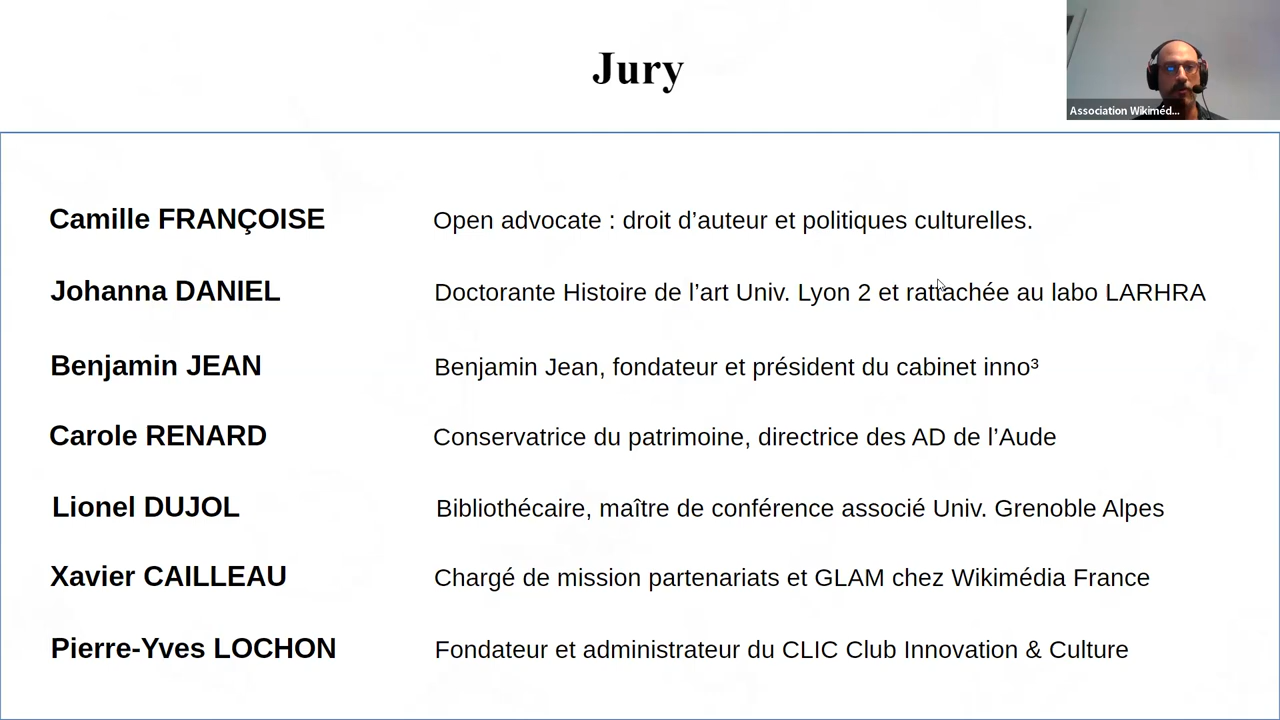 Jury
Association Wikiméd...
Camille FRANÇOISE Open advocate : droit d’auteur et politiques culturelles.
Johanna DANIEL Doctorante Histoire de l’art Univ. Lyon 2 et rattachée au labo LARHRA
Benjamin JEAN Benjamin Jean, fondateur et président du cabinet inno³
Carole RENARD Conservatrice du patrimoine, directrice des AD de l’Aude
Lionel DUJOL Bibliothécaire, maître de conférence associé Univ. Grenoble Alpes
Xavier CAILLEAU Chargé de mission partenariats et GLAM chez Wikimédia France
Pierre-Yves LOCHON Fondateur et administrateur du CLIC Club Innovation & Culture